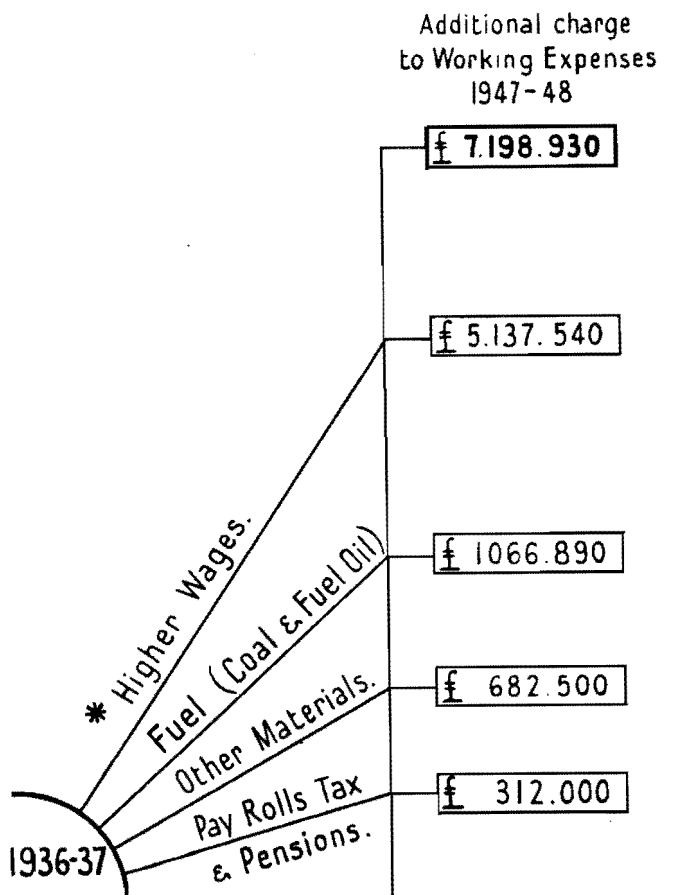 Additional charge
to Working Expenses
1947-48
£ 7.198.930
£ 5.137.540
* Higher Wages.
£ 1066.890
Fuel (Coal & Fuel Oil)
£ 682.500
Other Materials.
£ 312.000
Pay Rolls Tax
& Pensions.
1936-37